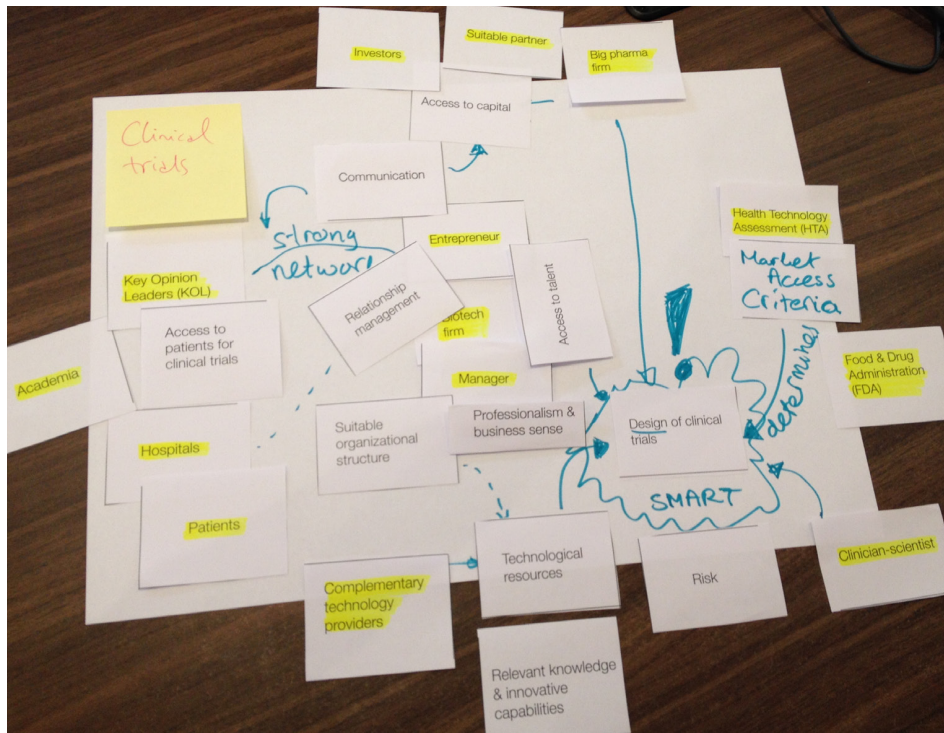 Investors
Suitable partner
Big pharma
firm
Access to capital
Clinical
trials
Communication
strong
network
Entrepreneur
Health Technology
Assessment (HTA)
Market
Access
Criteria
Key Opinion
Leaders (KOL)
Relationship
management
Biotech
firm
Access to talent
Access to
patients for
clinical trials
Academia
Manager
determines
Food & Drug
Administration
(FDA)
Hospitals
Suitable
organizational
structure
Professionalism &
business sense
Design of clinical
trials
SMART
Patients
Technological
resources
Risk
Clinician-scientist
Complementary
technology
providers
Relevant knowledge
& innovative
capabilities